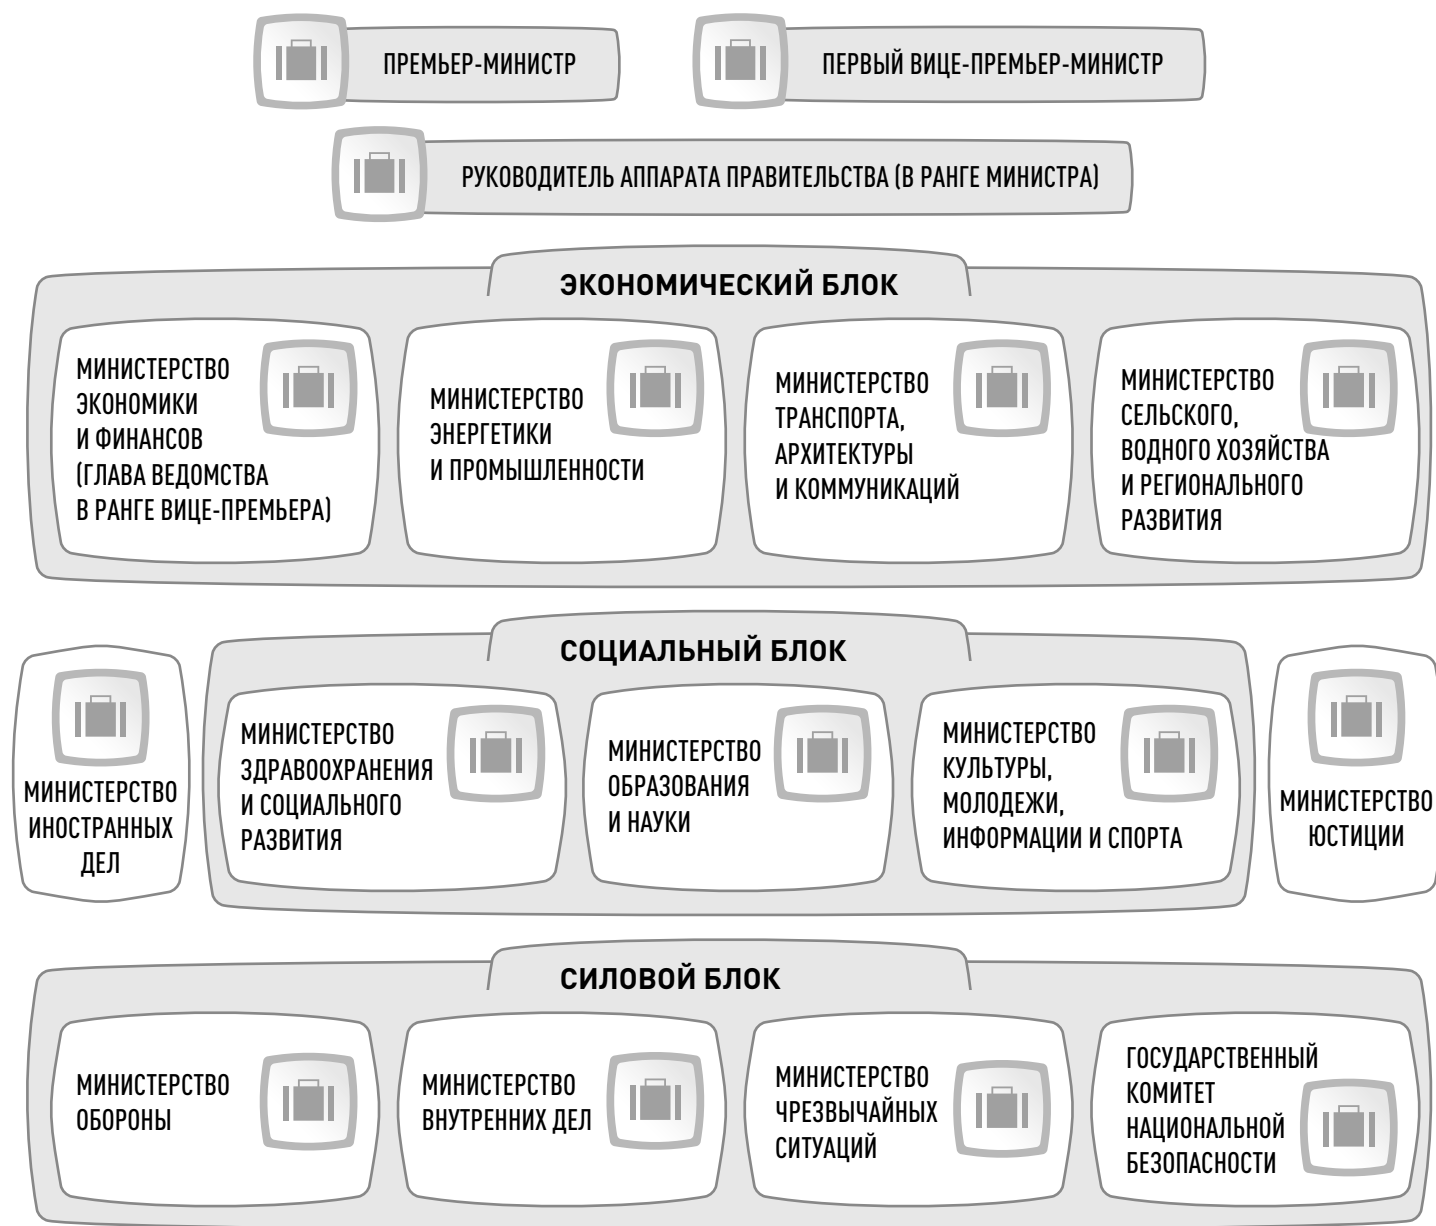 ПРЕМЬЕР-МИНИСТР
ПЕРВЫЙ ВИЦЕ-ПРЕМЬЕР-МИНИСТР
РУКОВОДИТЕЛЬ АППАРАТА ПРАВИТЕЛЬСТВА (В РАНГЕ МИНИСТРА)
ЭКОНОМИЧЕСКИЙ БЛОК
МИНИСТЕРСТВО
ЭКОНОМИКИ
И ФИНАНСОВ
(ГЛАВА ВЕДОМСТВА
В РАНГЕ ВИЦЕ-ПРЕМЬЕРА)
МИНИСТЕРСТВО
ЭНЕРГЕТИКИ
И ПРОМЫШЛЕННОСТИ
МИНИСТЕРСТВО
ТРАНСПОРТА,
АРХИТЕКТУРЫ
И КОММУНИКАЦИЙ
МИНИСТЕРСТВО
СЕЛЬСКОГО,
ВОДНОГО ХОЗЯЙСТВА
И РЕГИОНАЛЬНОГО
РАЗВИТИЯ
МИНИСТЕРСТВО
ИНОСТРАННЫХ
ДЕЛ
СОЦИАЛЬНЫЙ БЛОК
МИНИСТЕРСТВО
ЗДРАВООХРАНЕНИЯ
И СОЦИАЛЬНОГО
РАЗВИТИЯ
МИНИСТЕРСТВО
ОБРАЗОВАНИЯ
И НАУКИ
МИНИСТЕРСТВО
КУЛЬТУРЫ,
МОЛОДЕЖИ,
ИНФОРМАЦИИ И СПОРТА
МИНИСТЕРСТВО
ЮСТИЦИИ
СИЛОВОЙ БЛОК
МИНИСТЕРСТВО
ОБОРОНЫ
МИНИСТЕРСТВО
ВНУТРЕННИХ ДЕЛ
МИНИСТЕРСТВО
ЧРЕЗВЫЧАЙНЫХ
СИТУАЦИЙ
ГОСУДАРСТВЕННЫЙ
КОМИТЕТ
НАЦИОНАЛЬНОЙ
БЕЗОПАСНОСТИ